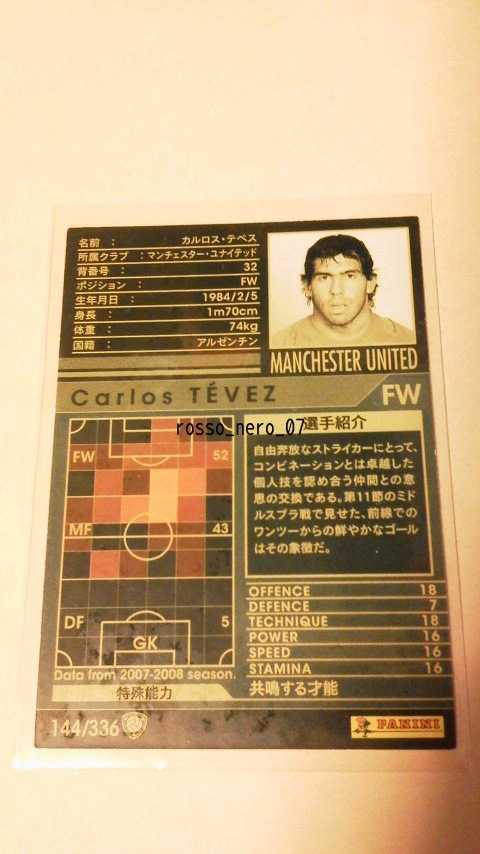 名前 : カルロス・テベス
所属クラブ : マンチェスター・ユナイテッド
背番号 : 32
ポジション : FW
生年月日 : 1984/2/5
身長 : 1m70cm
体重 : 74kg
国籍 : アルゼンチン
MANCHESTER UNITED
Carlos TÉVEZ FW
rosso_nero_07
FW 52
MF 43
DF 5
GK
Data from 2007-2008 season.
選手紹介
自由奔放なストライカーにとって、
コンビネーションとは卓越した
個人技を認め合う仲間との意
思の交換である。第11節のミド
ルスブラ戦で見せた、前線での
ワンツーからの鮮やかなゴール
はその象徴だ。
OFFENCE 18
DEFENCE 7
TECHNIQUE 18
POWER 16
SPEED 16
STAMINA 16
特殊能力 共鳴する才能
144/336 PANINI